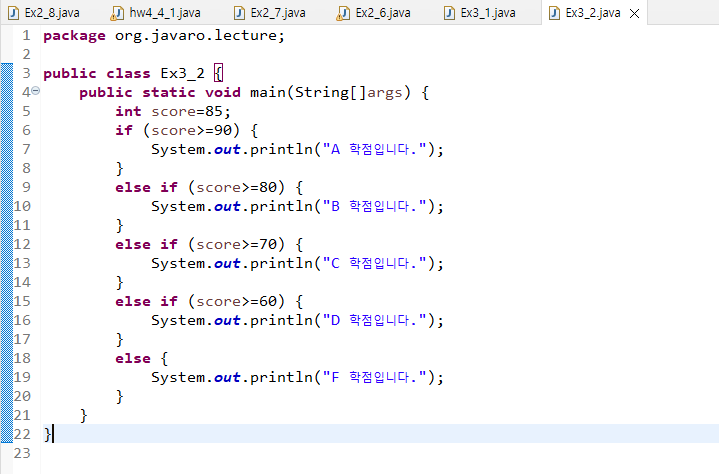 Ex2_8.java hw4_4_1.java Ex2_7.java Ex2_6.java Ex3_1.java Ex3_2.java
1 package org.javaro.lecture;
2
3 public class Ex3_2 {
4 public static void main(String[]args) {
5 int score=85;
6 if (score>=90) {
7 System.out.println("A 학점입니다.");
8 }
9 else if (score>=80) {
10 System.out.println("B 학점입니다.");
11 }
12 else if (score>=70) {
13 System.out.println("C 학점입니다.");
14 }
15 else if (score>=60) {
16 System.out.println("D 학점입니다.");
17 }
18 else {
19 System.out.println("F 학점입니다.");
20 }
21 }
22 }
23